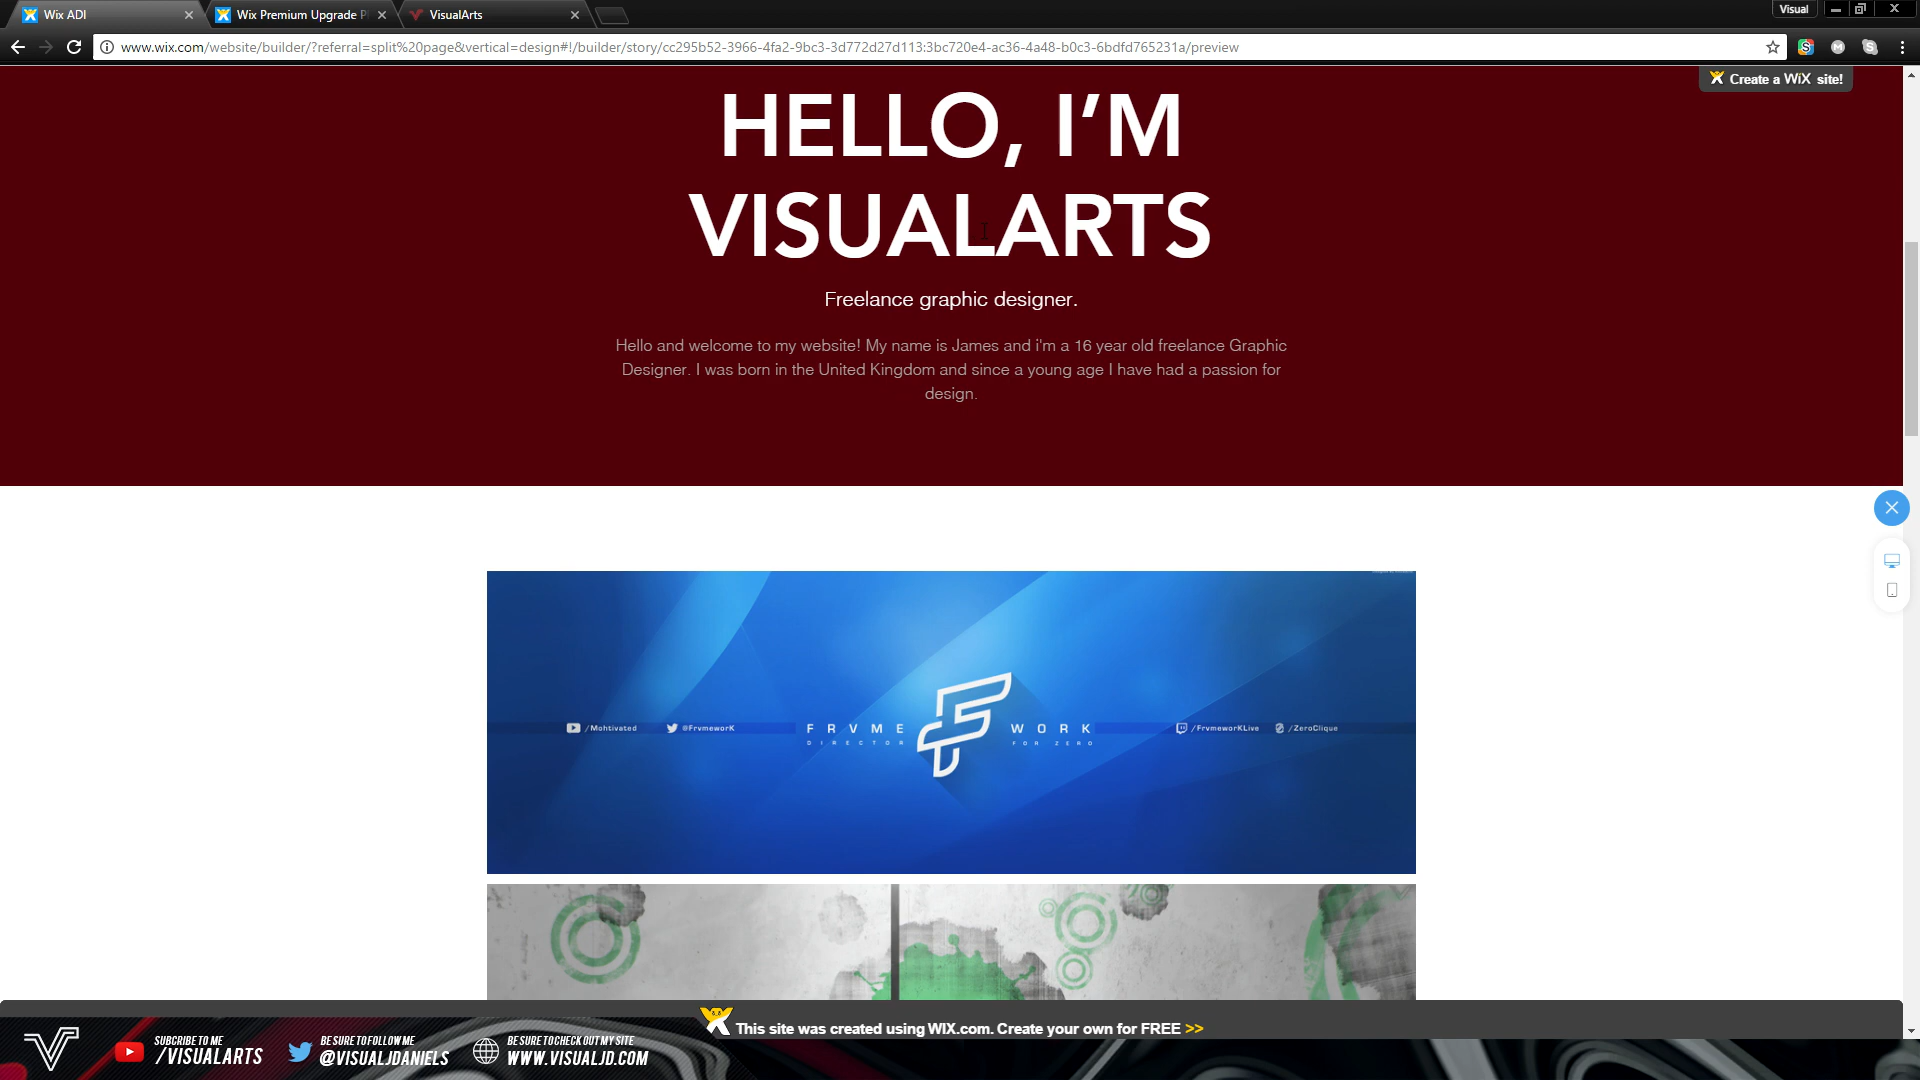 Wix ADI
Wix Premium Upgrade P
VisualArts
Visual
www.wix.com/website/builder/?referral=split%20page&vertical=design#!/builder/story/cc295b52-3966-4fa2-9bc3-3d772d27d113:3bc720e4-ac36-4a48-b0c3-6bdfd765231a/preview
Create a WiX site!
HELLO, I’M
VISUALARTS
Freelance graphic designer.
Hello and welcome to my website! My name is James and i'm a 16 year old freelance Graphic
Designer. I was born in the United Kingdom and since a young age I have had a passion for
design.
/Mohtivated
@FrvmeworK
FRVME
WORK
DIRECTOR
FOR ZERO
/FrvmeworKLive
/ZeroClique
This site was created using WIX.com. Create your own for FREE >>
SUBCRIBE TO ME
/VISUALARTS
BE SURE TO FOLLOW ME
@VISUALJDANIELS
BE SURE TO CHECK OUT MY SITE
WWW.VISUALJD.COM